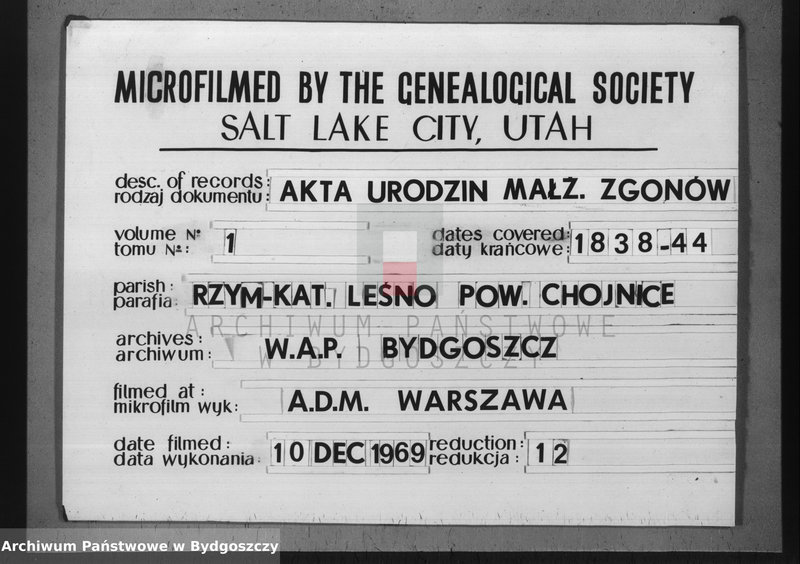 MICROFILMED BY THE GENEALOGICAL SOCIETY
SALT LAKE CITY, UTAH
desc. of records: AKTA URODZIN MAŁŻ. ZGONÓW
rodzaj dokumentu:
volume Nº 1 dates covered: 1838-44
tomu Nº: daty krańcowe:
parish: RZYM-KAT. LEŚNO POW. CHOJNICE
parafia:
ARCHIWUM PAŃSTWOWE
W BYDGOSZCZY
archives: W.A.P. BYDGOSZCZ
archiwum:
filmed at: A.D.M. WARSZAWA
mikrofilm wyk:
date filmed: 10 DEC 1969 reduction: 12
data wykonania: redukcja:
Archiwum Państwowe w Bydgoszczy